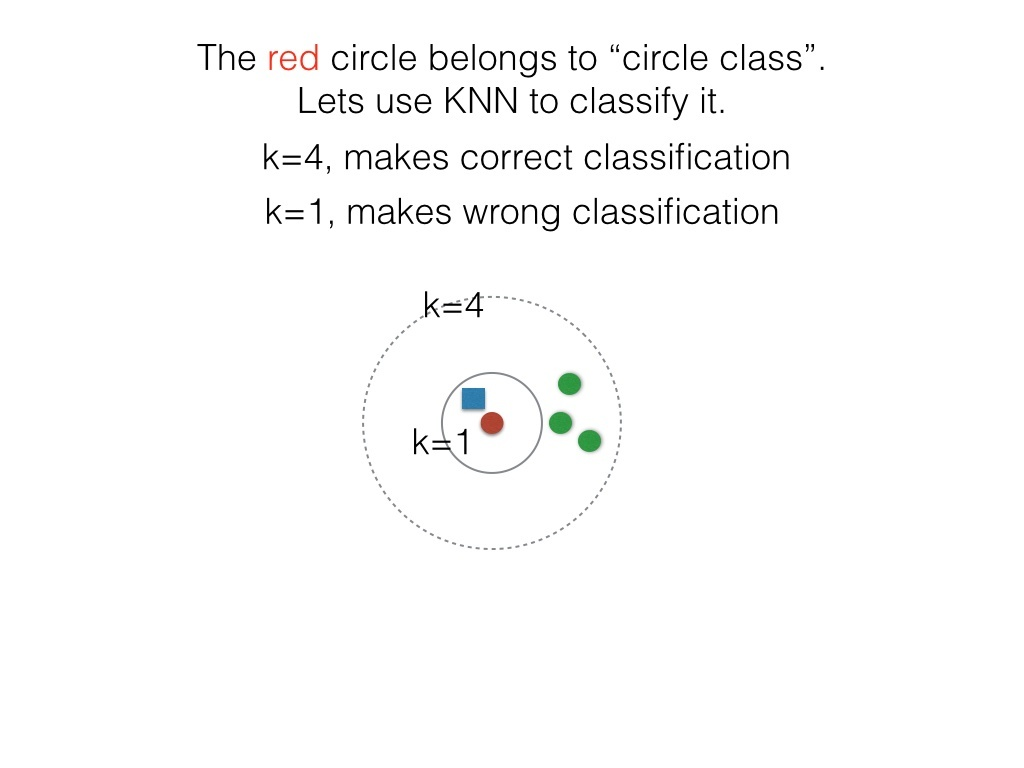 The red circle belongs to “circle class”.
Lets use KNN to classify it.
k=4, makes correct classification
k=1, makes wrong classification
k=4
k=1